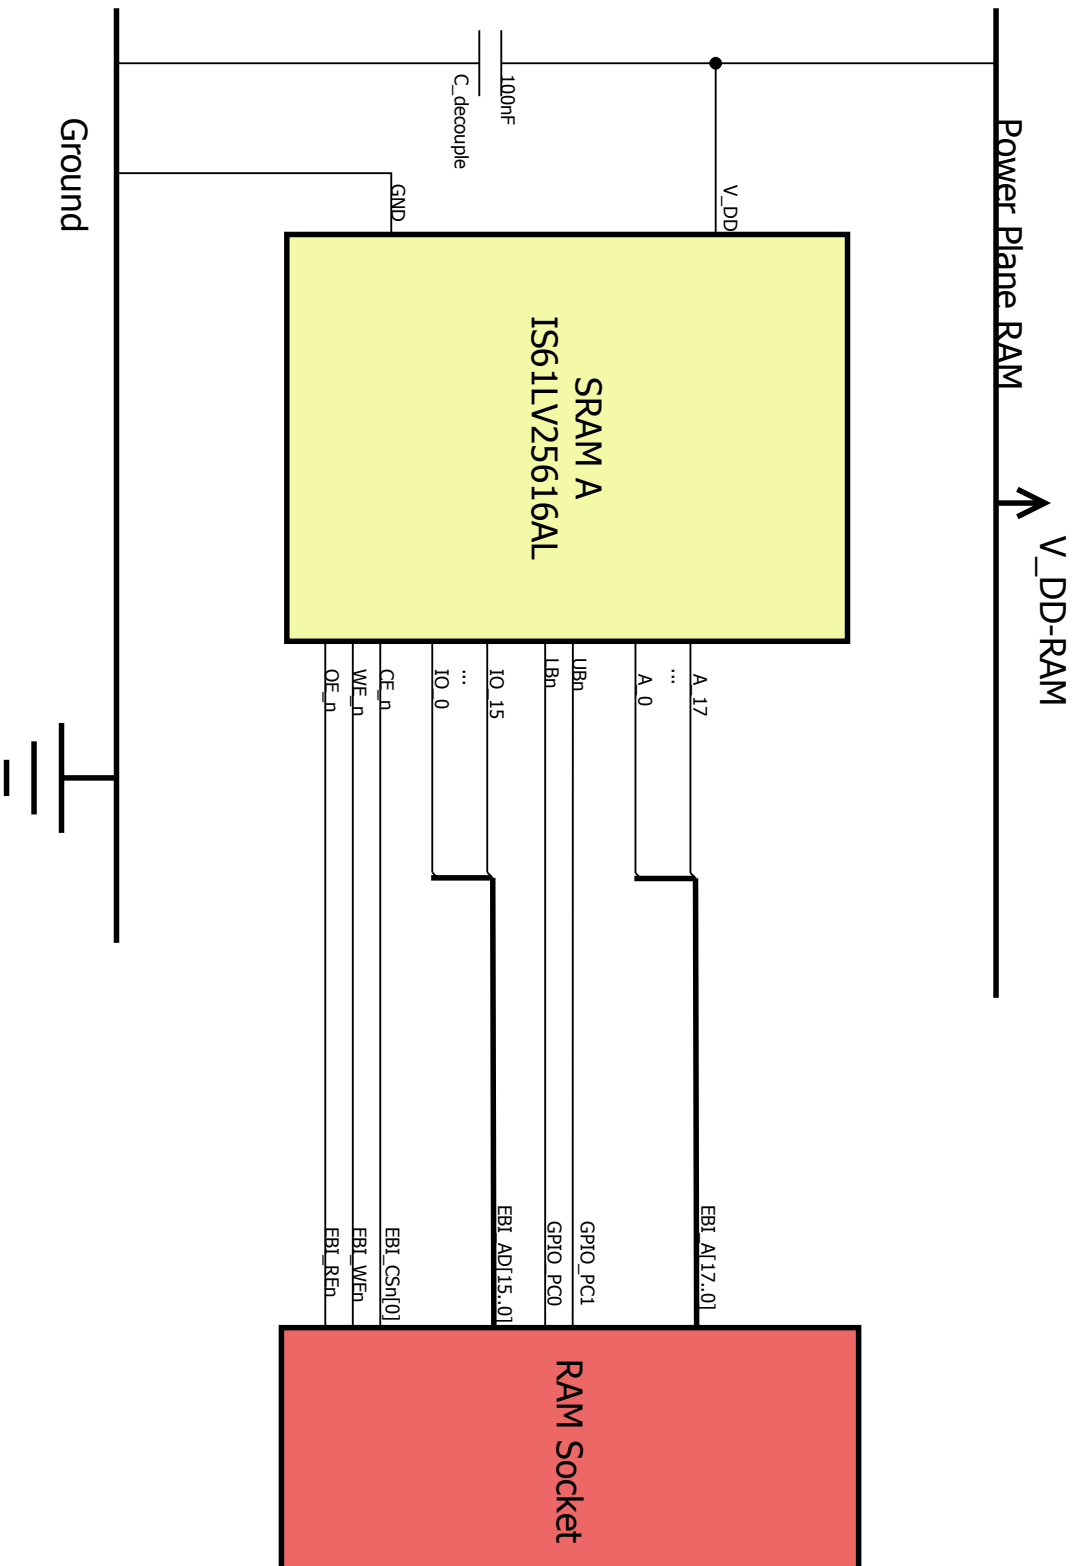 V_DD-RAM
Power Plane RAM
V_DD
100nF
C_decouple
GND
Ground
SRAM A
IS61LV25616AL
A_17
...
A_0
UBn
LBn
IO_15
...
IO_0
CE_n
WE_n
OE_n
EBI_A[17..0]
GPIO_PC1
GPIO_PC0
EBI_AD[15..0]
EBI_CSn[0]
EBI_WEn
EBI_REn
RAM Socket